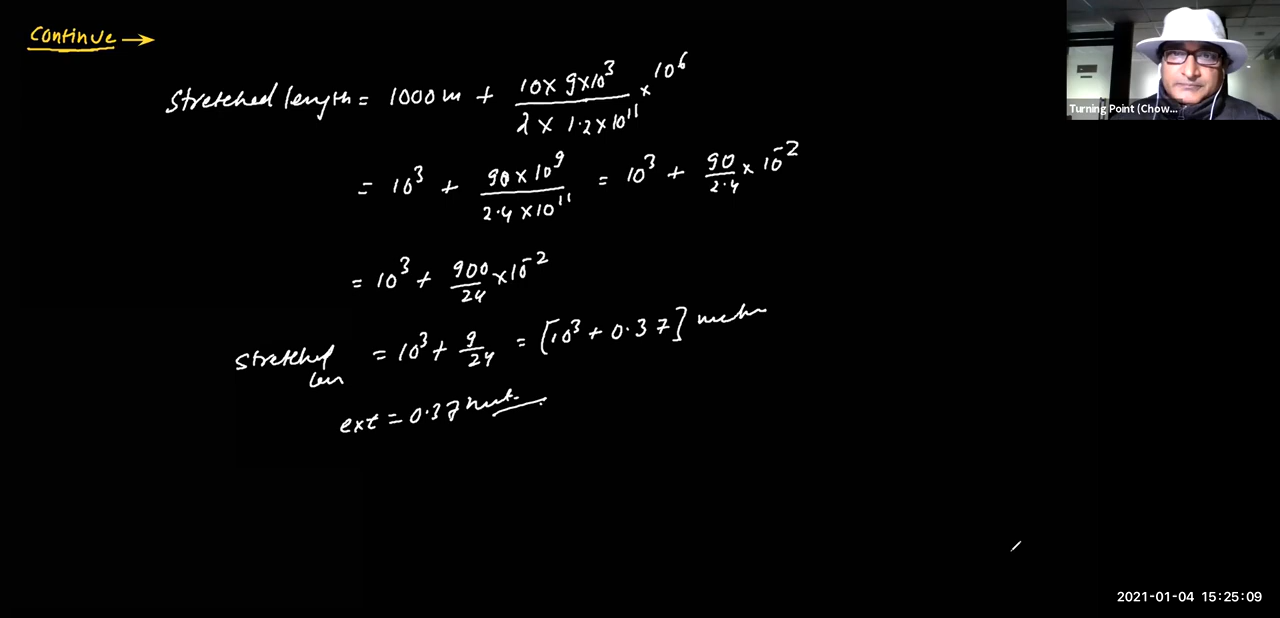 Continue →
Stretched length = 1000 m + (10 × 9×10³)/(2 × 1.2×10¹¹) × 10⁶
= 10³ + (90 × 10⁹)/(2.4 × 10¹¹) = 10³ + 90/2.4 × 10⁻²
= 10³ + 900/24 × 10⁻²
Stretched len = 10³ + 9/24 = [10³ + 0.37]
ext = 0.37
Turning Point (Chow...
2021-01-04 15:25:09